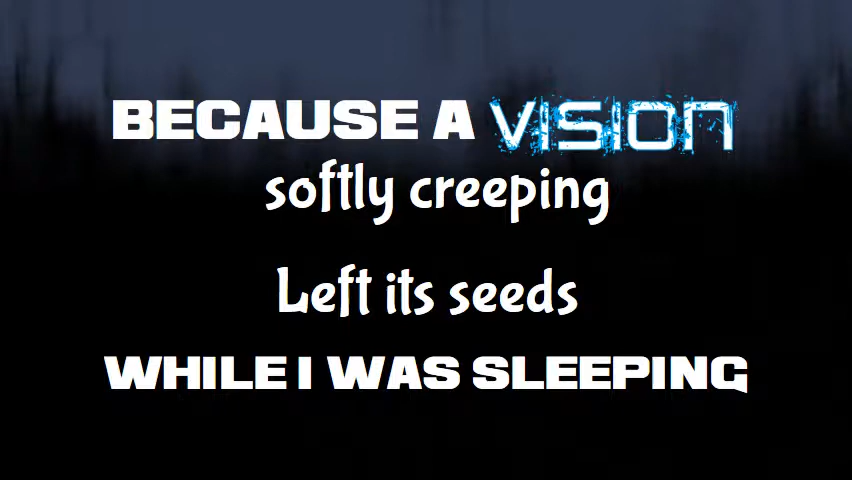 BECAUSE A VISION
softly creeping
Left its seeds
WHILE I WAS SLEEPING